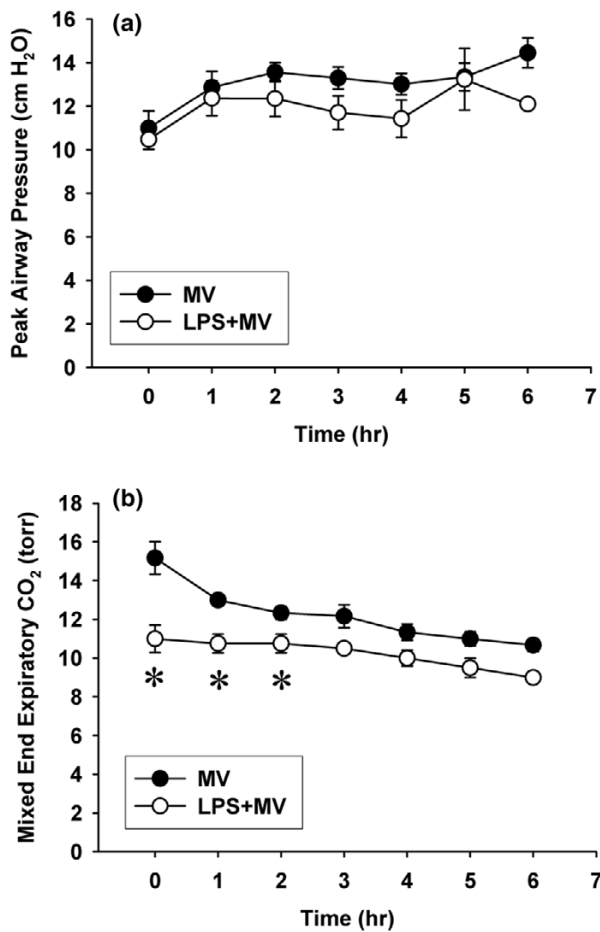 (a)
Peak Airway Pressure (cm H₂O)
16
14
12
10
8
6
4
2
0
MV
LPS+MV
0 1 2 3 4 5 6 7
Time (hr)
(b)
Mixed End Expiratory CO₂ (torr)
18
16
14
12
10
8
6
4
2
0
* * *
MV
LPS+MV
0 1 2 3 4 5 6 7
Time (hr)